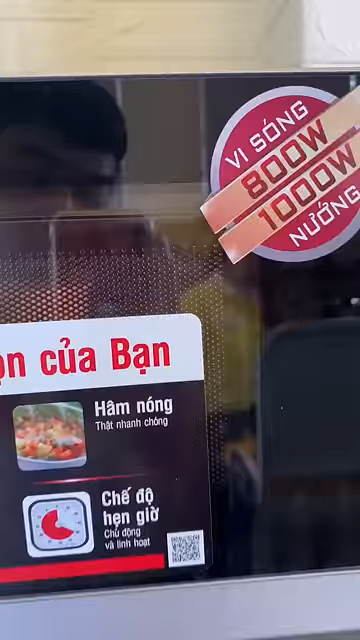 VI SÓNG
800W
1000W
NƯỚNG
ọn của Bạn
Hâm nóng
Thật nhanh chóng
Chế độ
hẹn giờ
Chủ động
và linh hoạt